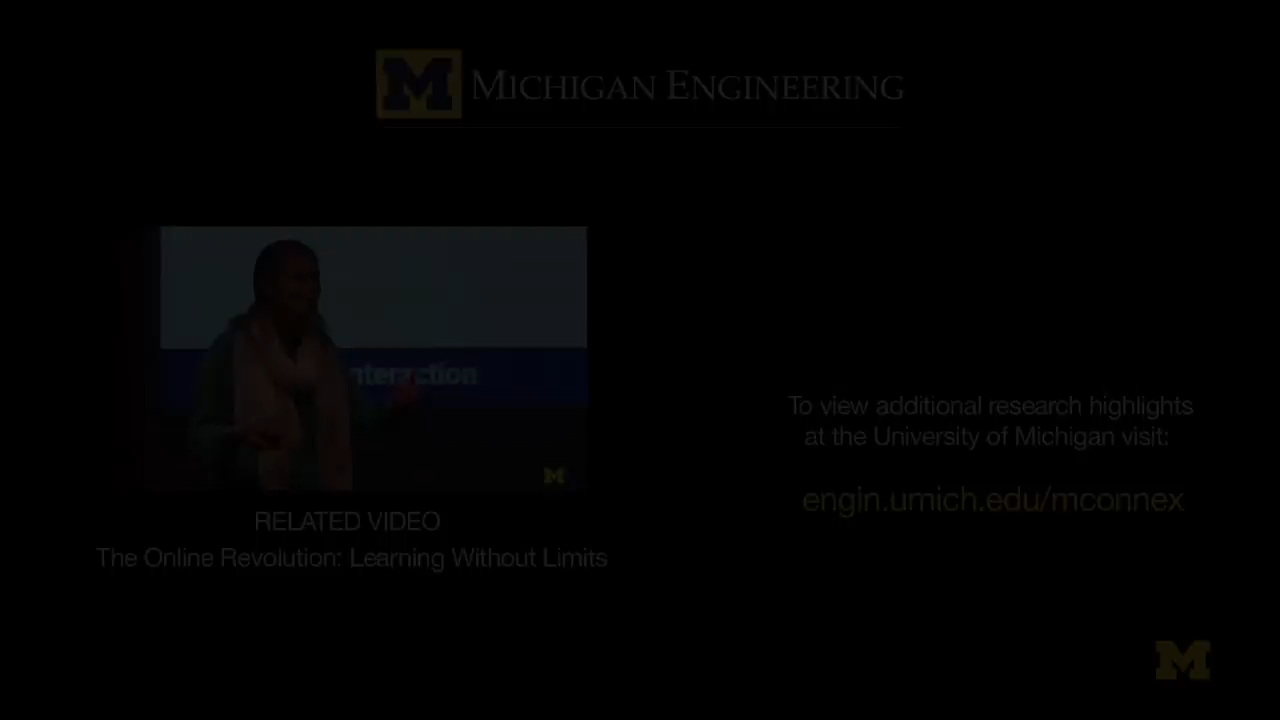 M MICHIGAN ENGINEERING
nteraction
M
RELATED VIDEO
The Online Revolution: Learning Without Limits
To view additional research highlights
at the University of Michigan visit:
engin.umich.edu/mconnex
M